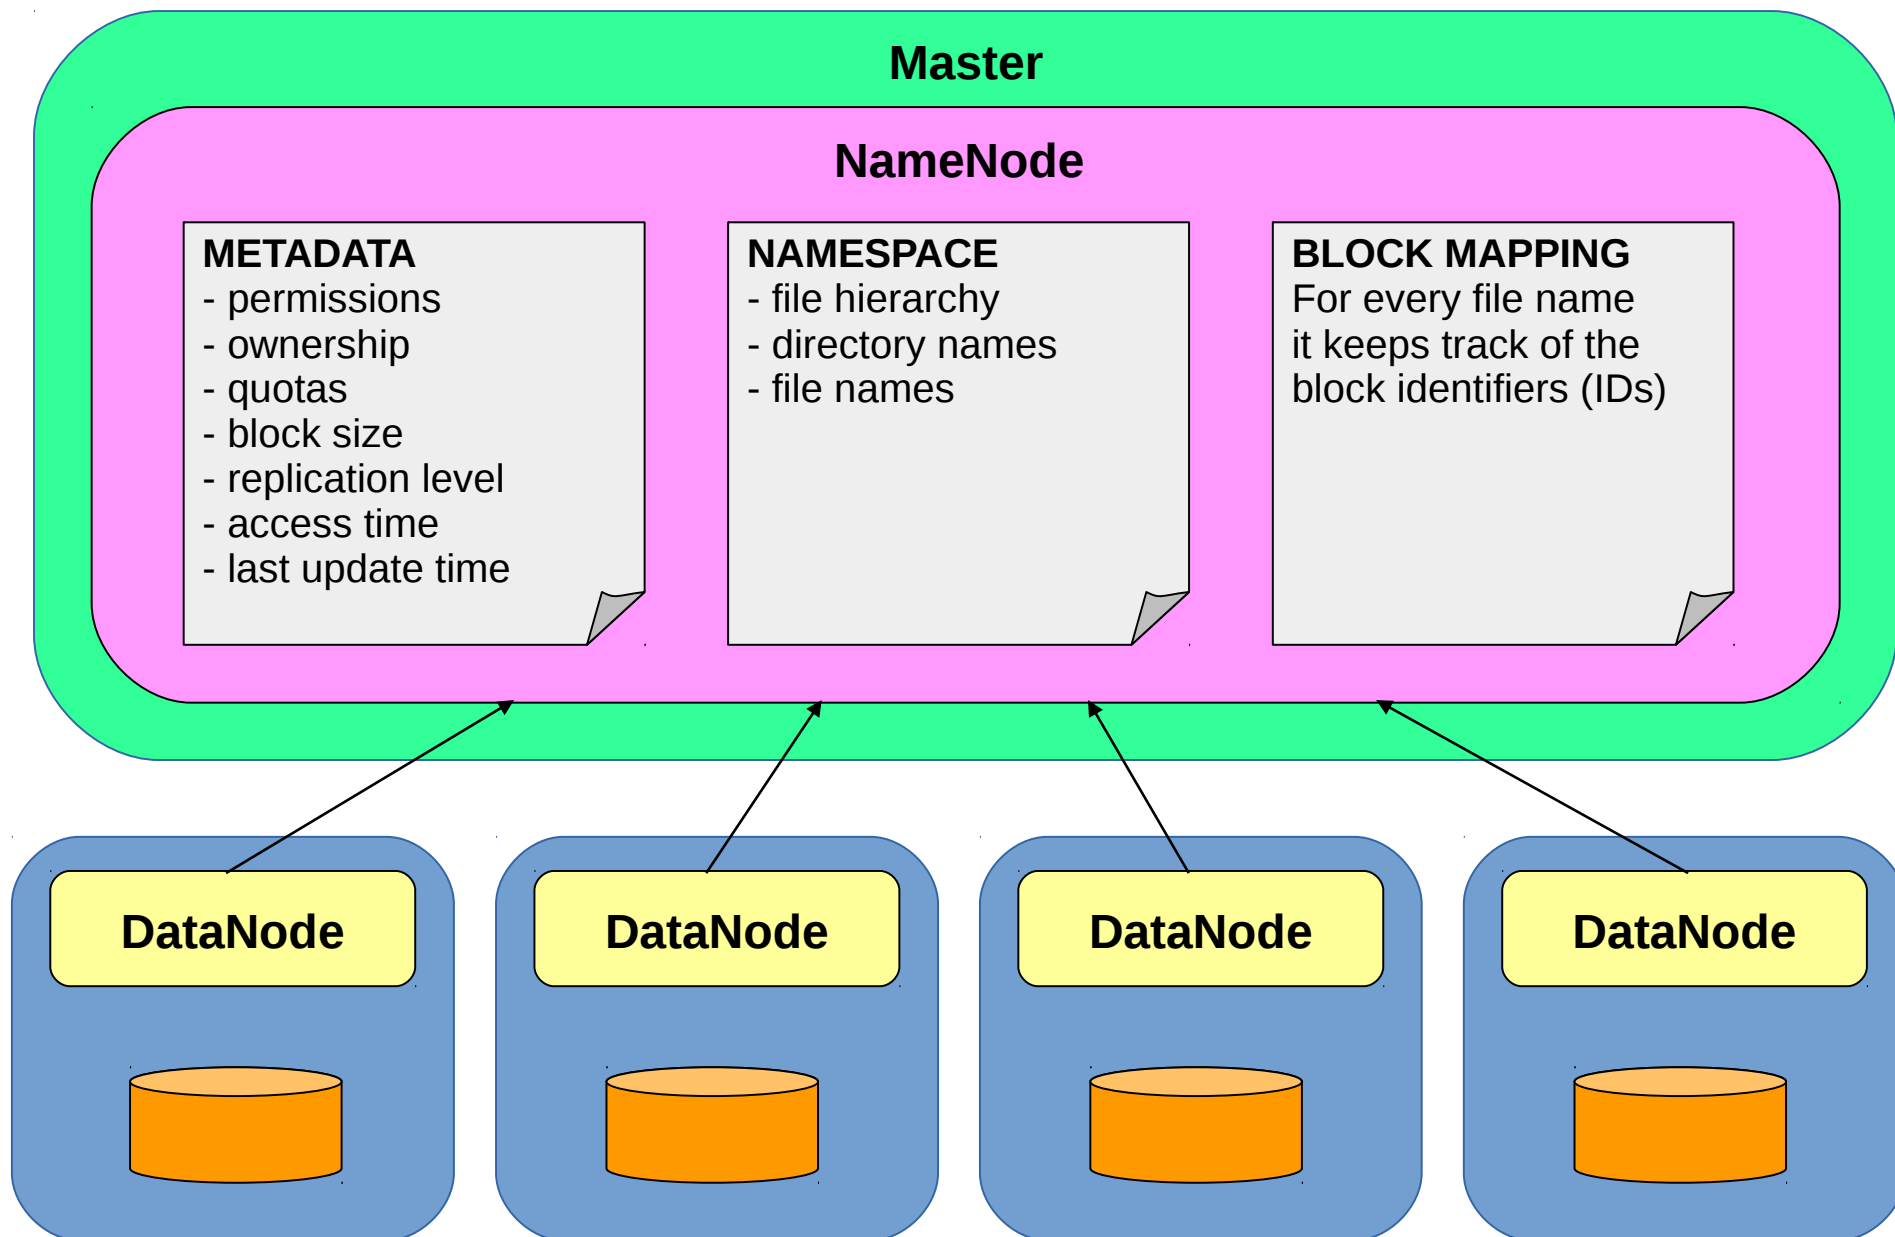 Master
NameNode
METADATA
- permissions
- ownership
- quotas
- block size
- replication level
- access time
- last update time
NAMESPACE
- file hierarchy
- directory names
- file names
BLOCK MAPPING
For every file name
it keeps track of the
block identifiers (IDs)
DataNode
DataNode
DataNode
DataNode